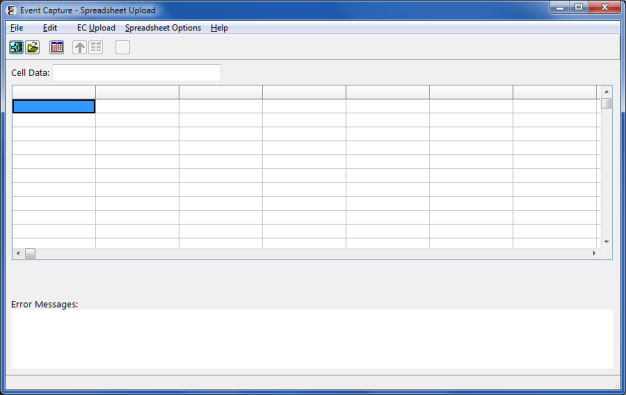 Event Capture - Spreadsheet Upload
File Edit EC Upload Spreadsheet Options Help
Cell Data:
Error Messages: